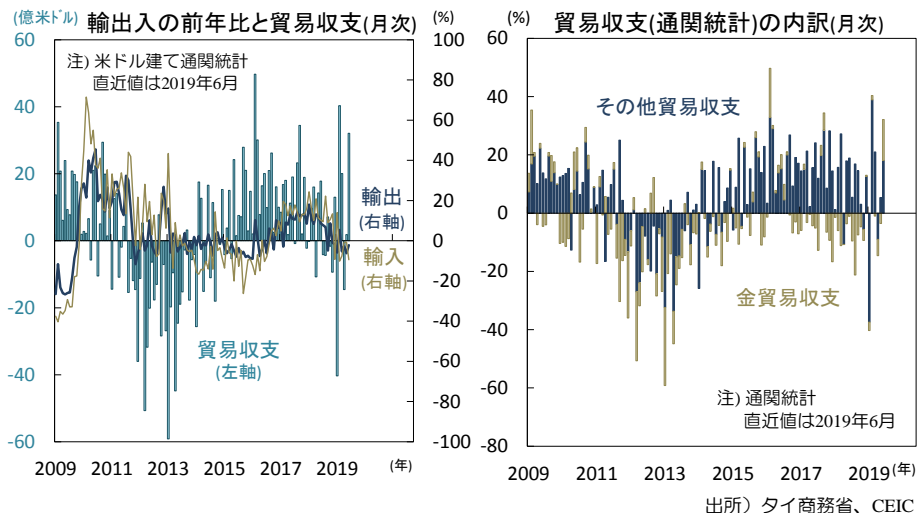 (億米ﾄﾞﾙ)
輸出入の前年比と貿易収支(月次)
(%)
60
40
20
0
-20
-40
-60
100
80
60
40
20
0
-20
-40
-60
-80
-100
注) 米ドル建て通関統計
直近値は2019年6月
輸出
(右軸)
輸入
(右軸)
貿易収支
(左軸)
2009
2011
2013
2015
2017
2019
(年)
(%)
貿易収支(通関統計)の内訳(月次)
60
40
20
0
-20
-40
-60
-80
その他貿易収支
金貿易収支
注) 通関統計
直近値は2019年6月
2009
2011
2013
2015
2017
2019
(年)
出所）タイ商務省、CEIC